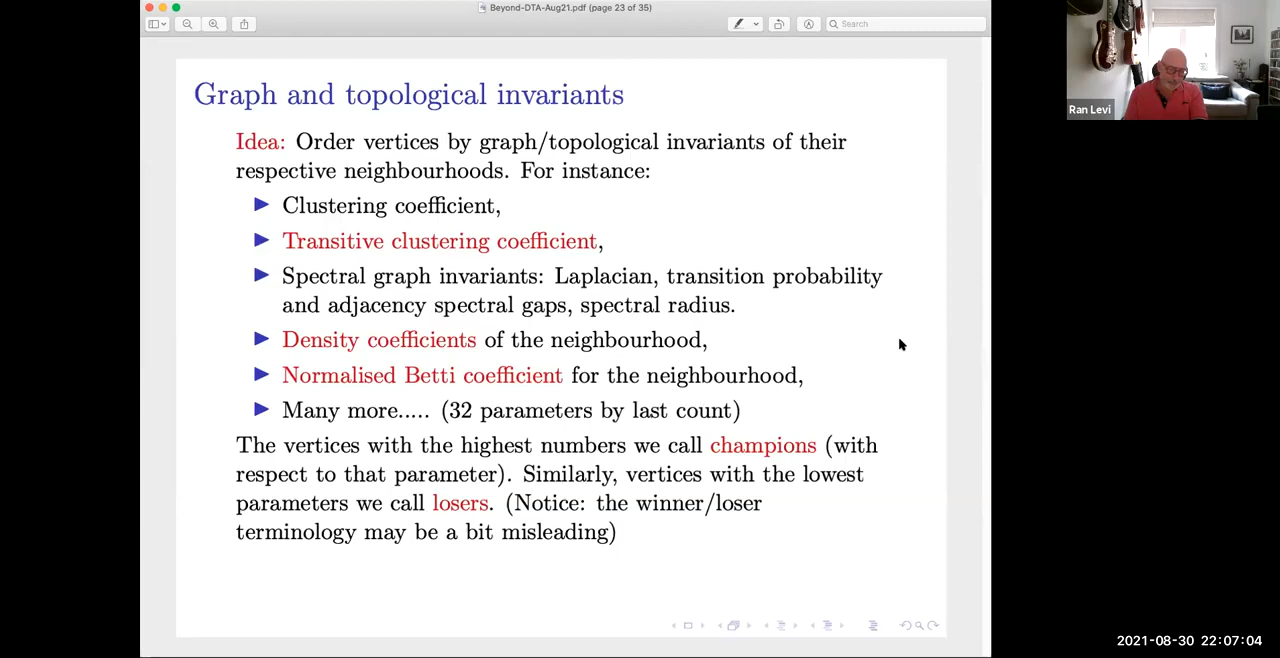 Beyond-DTA-Aug21.pdf (page 23 of 35)
Search
Ran Levi
Graph and topological invariants
Idea: Order vertices by graph/topological invariants of their
respective neighbourhoods. For instance:
Clustering coefficient,
Transitive clustering coefficient,
Spectral graph invariants: Laplacian, transition probability
and adjacency spectral gaps, spectral radius.
Density coefficients of the neighbourhood,
Normalised Betti coefficient for the neighbourhood,
Many more..... (32 parameters by last count)
The vertices with the highest numbers we call champions (with
respect to that parameter). Similarly, vertices with the lowest
parameters we call losers. (Notice: the winner/loser
terminology may be a bit misleading)
2021-08-30 22:07:04